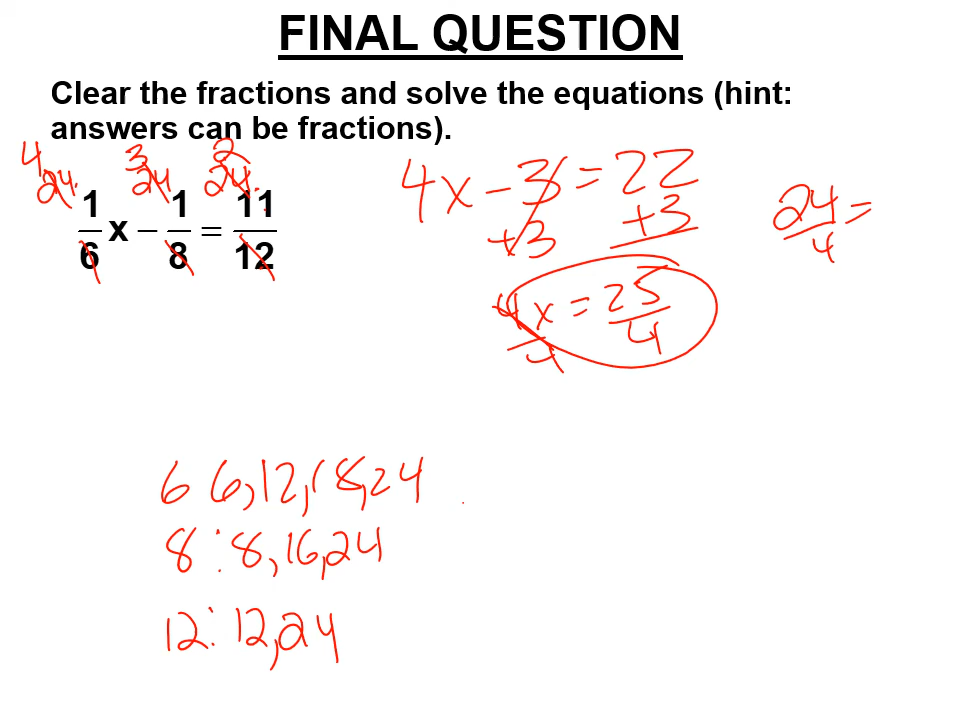 FINAL QUESTION
Clear the fractions and solve the equations (hint:
answers can be fractions).
4 3 2
24· 24 24·
1/6 x − 1/8 = 11/12
4x − 3 = 22
+3 +3
4x = 25
4 4
24/4 =
6 6,12,18,24
8: 8,16,24
12: 12,24